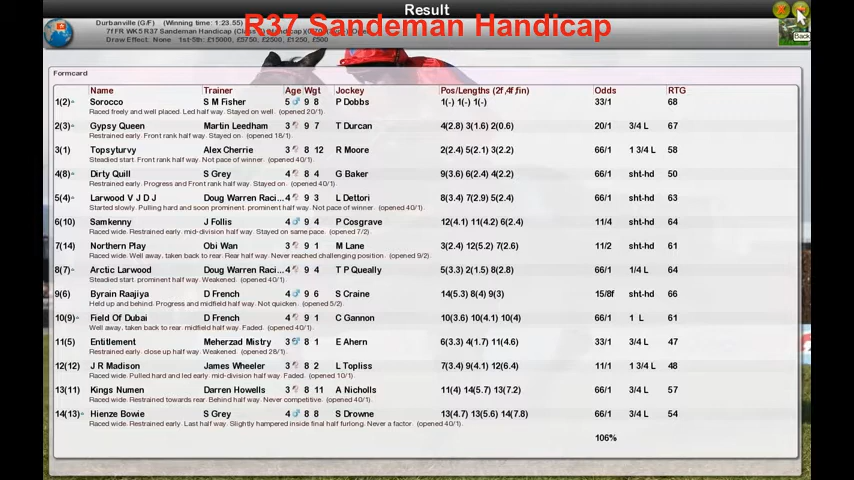 Result
Durbanville (G/F) (Winning time: 1:23.55)
R37 Sandeman Handicap
Draw Effect: None. 1st-5th: £15000, £5750, £2500, £1250, £500
Back
Formcard
Name Trainer Age Wgt Jockey Pos/Lengths (2f,4f,fin) Odds RTG
1(2) Sorocco S M Fisher 5 9 8 P Dobbs 1(-) 1(-) 1(-) 33/1 68
Raced freely and well placed. Led half way. Stayed on well. (opened 20/1)
2(3) Gypsy Queen Martin Leedham 3 9 7 T Durcan 4(2.8) 3(1.6) 2(0.6) 20/1 3/4 L 67
Restrained early. Front rank half way. Stayed on. (opened 18/1)
3(1) Topsyturvy Alex Cherrie 3 8 12 R Moore 2(2.4) 5(2.1) 3(2.2) 66/1 1 3/4 L 58
Steadied start. Front rank half way. Not pace of winner. (opened 40/1)
4(8) Dirty Quill S Grey 4 8 4 G Baker 9(3.6) 6(2.4) 4(2.2) 66/1 sht-hd 50
Restrained early. Progress and Front rank half way. Stayed on. (opened 40/1)
5(4) Larwood V J D J Doug Warren Raci... 4 9 3 L Dettori 8(3.4) 7(2.9) 5(2.4) 66/1 sht-hd 63
Started slowly. Pulling hard and soon prominent. prominent half way. Not pace of winner. (opened 40/1)
6(10) Samkenny J Follis 4 9 4 P Cosgrave 12(4.1) 11(4.2) 6(2.4) 11/4 sht-hd 64
Raced wide. Restrained early. mid-division half way. Stayed on same pace. (opened 7/2)
7(14) Northern Play Obi Wan 3 9 1 M Lane 3(2.4) 12(5.2) 7(2.6) 11/2 sht-hd 61
Raced wide. Well away, taken back to rear. Rear half way. Never reached challenging position. (opened 9/2)
8(7) Arctic Larwood Doug Warren Raci... 4 9 4 T P Queally 5(3.3) 2(1.5) 8(2.8) 66/1 1/4 L 64
Steadied start. prominent half way. Weakened. (opened 40/1)
9(6) Byrain Raajiya D French 4 9 6 S Craine 14(5.3) 8(4) 9(3) 15/8f sht-hd 66
Held up and behind. Progress and midfield half way. Not quicken. (opened 5/2)
10(9) Field Of Dubai D French 4 9 1 C Gannon 10(3.6) 10(4.1) 10(4) 66/1 1 L 61
Well away, taken back to rear. midfield half way. Faded. (opened 40/1)
11(5) Entitlement Meherzad Mistry 3 8 1 E Ahern 6(3.3) 4(1.7) 11(4.6) 33/1 3/4 L 47
Restrained early. close up half way. Weakened. (opened 28/1)
12(12) J R Madison James Wheeler 3 8 2 L Topliss 7(3.4) 9(4.1) 12(6.4) 11/1 1 3/4 L 48
Raced wide. Pulled hard and led early. mid-division half way. Faded. (opened 10/1)
13(11) Kings Numen Darren Howells 3 8 11 A Nicholls 11(4) 14(5.7) 13(7.2) 66/1 3/4 L 57
Raced wide. Restrained towards rear. Behind half way. Never competitive. (opened 40/1)
14(13) Hienze Bowie S Grey 4 8 8 S Drowne 13(4.7) 13(5.6) 14(7.8) 66/1 3/4 L 54
Raced wide. Restrained early. Last half way. Slightly hampered inside final half furlong. Never a factor. (opened 40/1)
106%